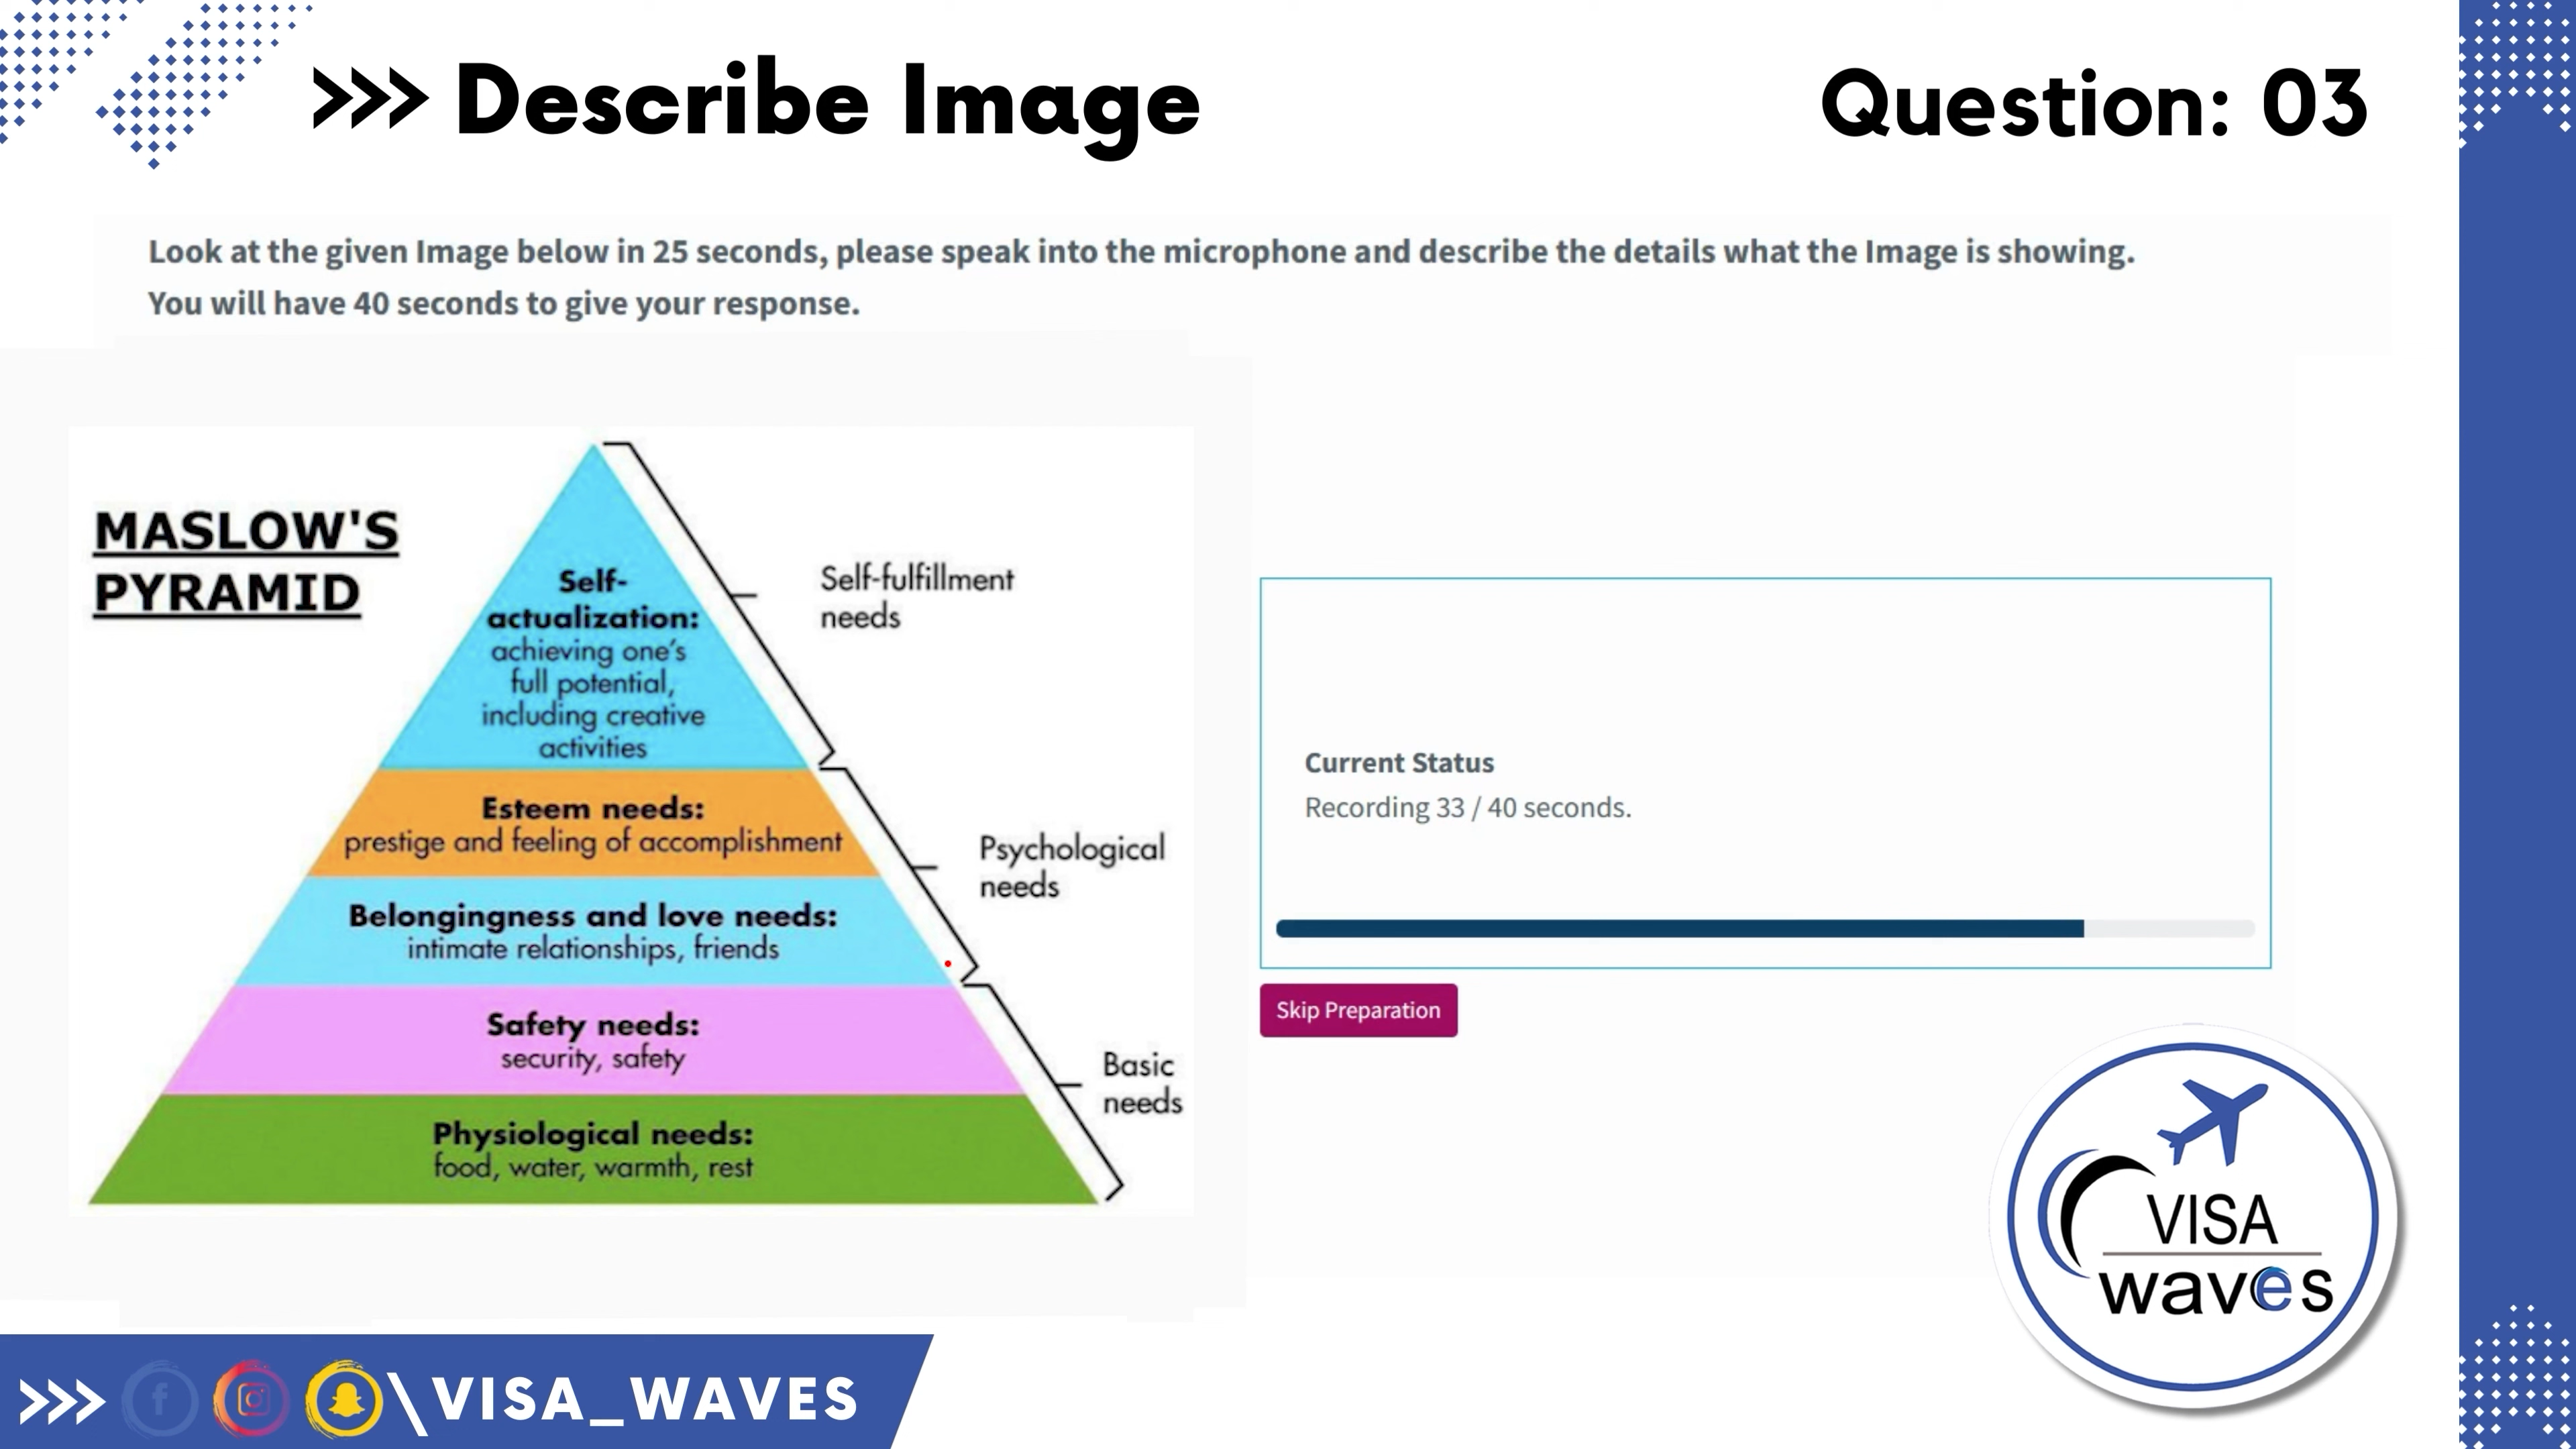 >>> Describe Image
Question: 03
Look at the given Image below in 25 seconds, please speak into the microphone and describe the details what the Image is showing.
You will have 40 seconds to give your response.
MASLOW'S
PYRAMID
Self-
actualization:
achieving one's
full potential,
including creative
activities
Self-fulfillment
needs
Esteem needs:
prestige and feeling of accomplishment
Belongingness and love needs:
intimate relationships, friends
Psychological
needs
Safety needs:
security, safety
Physiological needs:
food, water, warmth, rest
Basic
needs
Current Status
Recording 33 / 40 seconds.
Skip Preparation
VISA
waves
>>> \VISA_WAVES